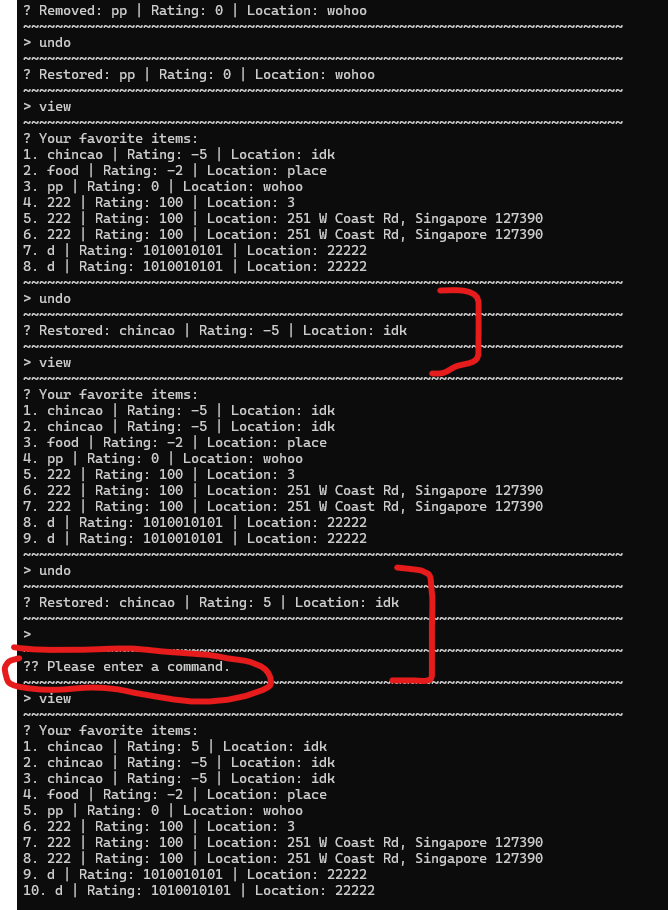 ? Removed: pp | Rating: 0 | Location: wohoo
~~~~~~~~~~~~~~~~~~~~~~~~~~~~~~~~~~~~~~~~~~~~~~~~~~~~~~~~~~~~~~~~~~~~~~~~~~~
> undo
~~~~~~~~~~~~~~~~~~~~~~~~~~~~~~~~~~~~~~~~~~~~~~~~~~~~~~~~~~~~~~~~~~~~~~~~~~~
? Restored: pp | Rating: 0 | Location: wohoo
~~~~~~~~~~~~~~~~~~~~~~~~~~~~~~~~~~~~~~~~~~~~~~~~~~~~~~~~~~~~~~~~~~~~~~~~~~~
> view
~~~~~~~~~~~~~~~~~~~~~~~~~~~~~~~~~~~~~~~~~~~~~~~~~~~~~~~~~~~~~~~~~~~~~~~~~~~
? Your favorite items:
1. chincao | Rating: -5 | Location: idk
2. food | Rating: -2 | Location: place
3. pp | Rating: 0 | Location: wohoo
4. 222 | Rating: 100 | Location: 3
5. 222 | Rating: 100 | Location: 251 W Coast Rd, Singapore 127390
6. 222 | Rating: 100 | Location: 251 W Coast Rd, Singapore 127390
7. d | Rating: 1010010101 | Location: 22222
8. d | Rating: 1010010101 | Location: 22222
~~~~~~~~~~~~~~~~~~~~~~~~~~~~~~~~~~~~~~~~~~~~~~~~~~~~~~~~~~~~~~~~~~~~~~~~~~~
> undo
~~~~~~~~~~~~~~~~~~~~~~~~~~~~~~~~~~~~~~~~~~~~~~~~~~~~~~~~~~~~~~~~~~~~~~~~~~~
? Restored: chincao | Rating: -5 | Location: idk
~~~~~~~~~~~~~~~~~~~~~~~~~~~~~~~~~~~~~~~~~~~~~~~~~~~~~~~~~~~~~~~~~~~~~~~~~~~
> view
~~~~~~~~~~~~~~~~~~~~~~~~~~~~~~~~~~~~~~~~~~~~~~~~~~~~~~~~~~~~~~~~~~~~~~~~~~~
? Your favorite items:
1. chincao | Rating: -5 | Location: idk
2. chincao | Rating: -5 | Location: idk
3. food | Rating: -2 | Location: place
4. pp | Rating: 0 | Location: wohoo
5. 222 | Rating: 100 | Location: 3
6. 222 | Rating: 100 | Location: 251 W Coast Rd, Singapore 127390
7. 222 | Rating: 100 | Location: 251 W Coast Rd, Singapore 127390
8. d | Rating: 1010010101 | Location: 22222
9. d | Rating: 1010010101 | Location: 22222
~~~~~~~~~~~~~~~~~~~~~~~~~~~~~~~~~~~~~~~~~~~~~~~~~~~~~~~~~~~~~~~~~~~~~~~~~~~
> undo
~~~~~~~~~~~~~~~~~~~~~~~~~~~~~~~~~~~~~~~~~~~~~~~~~~~~~~~~~~~~~~~~~~~~~~~~~~~
? Restored: chincao | Rating: 5 | Location: idk
~~~~~~~~~~~~~~~~~~~~~~~~~~~~~~~~~~~~~~~~~~~~~~~~~~~~~~~~~~~~~~~~~~~~~~~~~~~
>
~~~~~~~~~~~~~~~~~~~~~~~~~~~~~~~~~~~~~~~~~~~~~~~~~~~~~~~~~~~~~~~~~~~~~~~~~~~
?? Please enter a command.
~~~~~~~~~~~~~~~~~~~~~~~~~~~~~~~~~~~~~~~~~~~~~~~~~~~~~~~~~~~~~~~~~~~~~~~~~~~
> view
~~~~~~~~~~~~~~~~~~~~~~~~~~~~~~~~~~~~~~~~~~~~~~~~~~~~~~~~~~~~~~~~~~~~~~~~~~~
? Your favorite items:
1. chincao | Rating: 5 | Location: idk
2. chincao | Rating: -5 | Location: idk
3. chincao | Rating: -5 | Location: idk
4. food | Rating: -2 | Location: place
5. pp | Rating: 0 | Location: wohoo
6. 222 | Rating: 100 | Location: 3
7. 222 | Rating: 100 | Location: 251 W Coast Rd, Singapore 127390
8. 222 | Rating: 100 | Location: 251 W Coast Rd, Singapore 127390
9. d | Rating: 1010010101 | Location: 22222
10. d | Rating: 1010010101 | Location: 22222